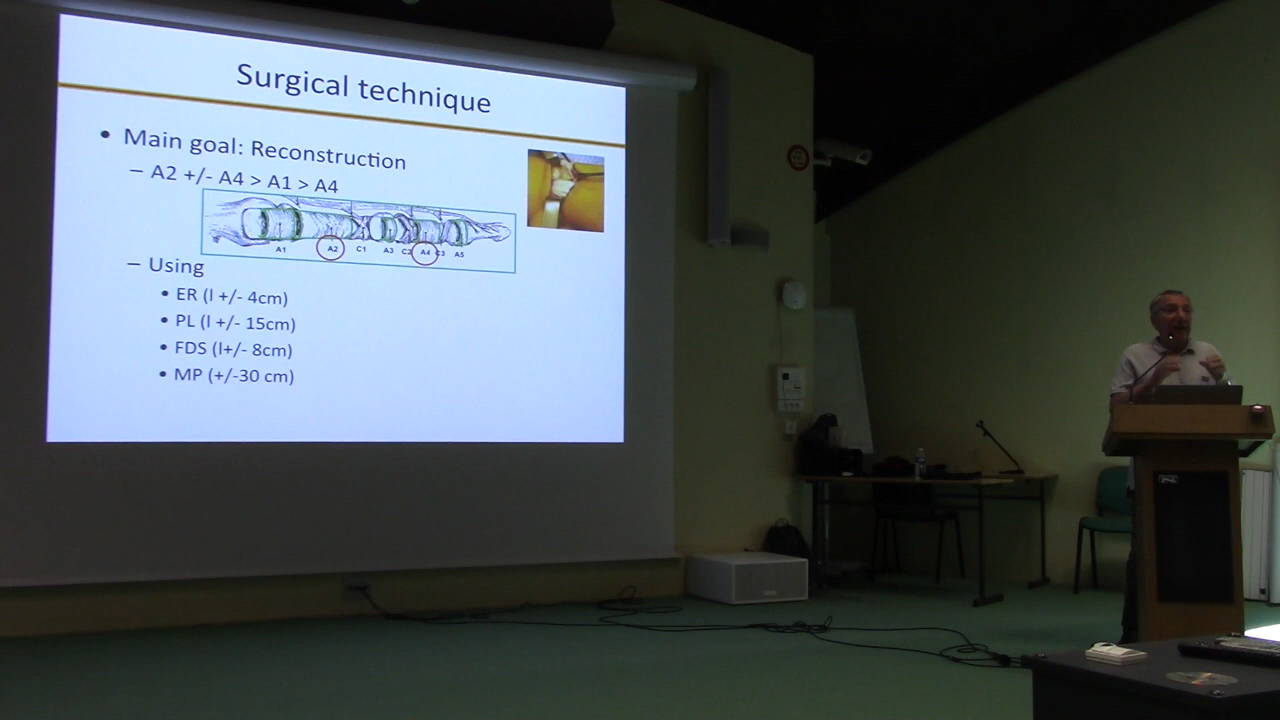 Surgical technique
• Main goal: Reconstruction
– A2 +/- A4 > A1 > A4
A1 A2 C1 A3 C2 A4 C3 A5
– Using
• ER (l +/- 4cm)
• PL (l +/- 15cm)
• FDS (l+/- 8cm)
• MP (+/-30 cm)